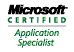 Microsoft
CERTIFIED
Application
Specialist